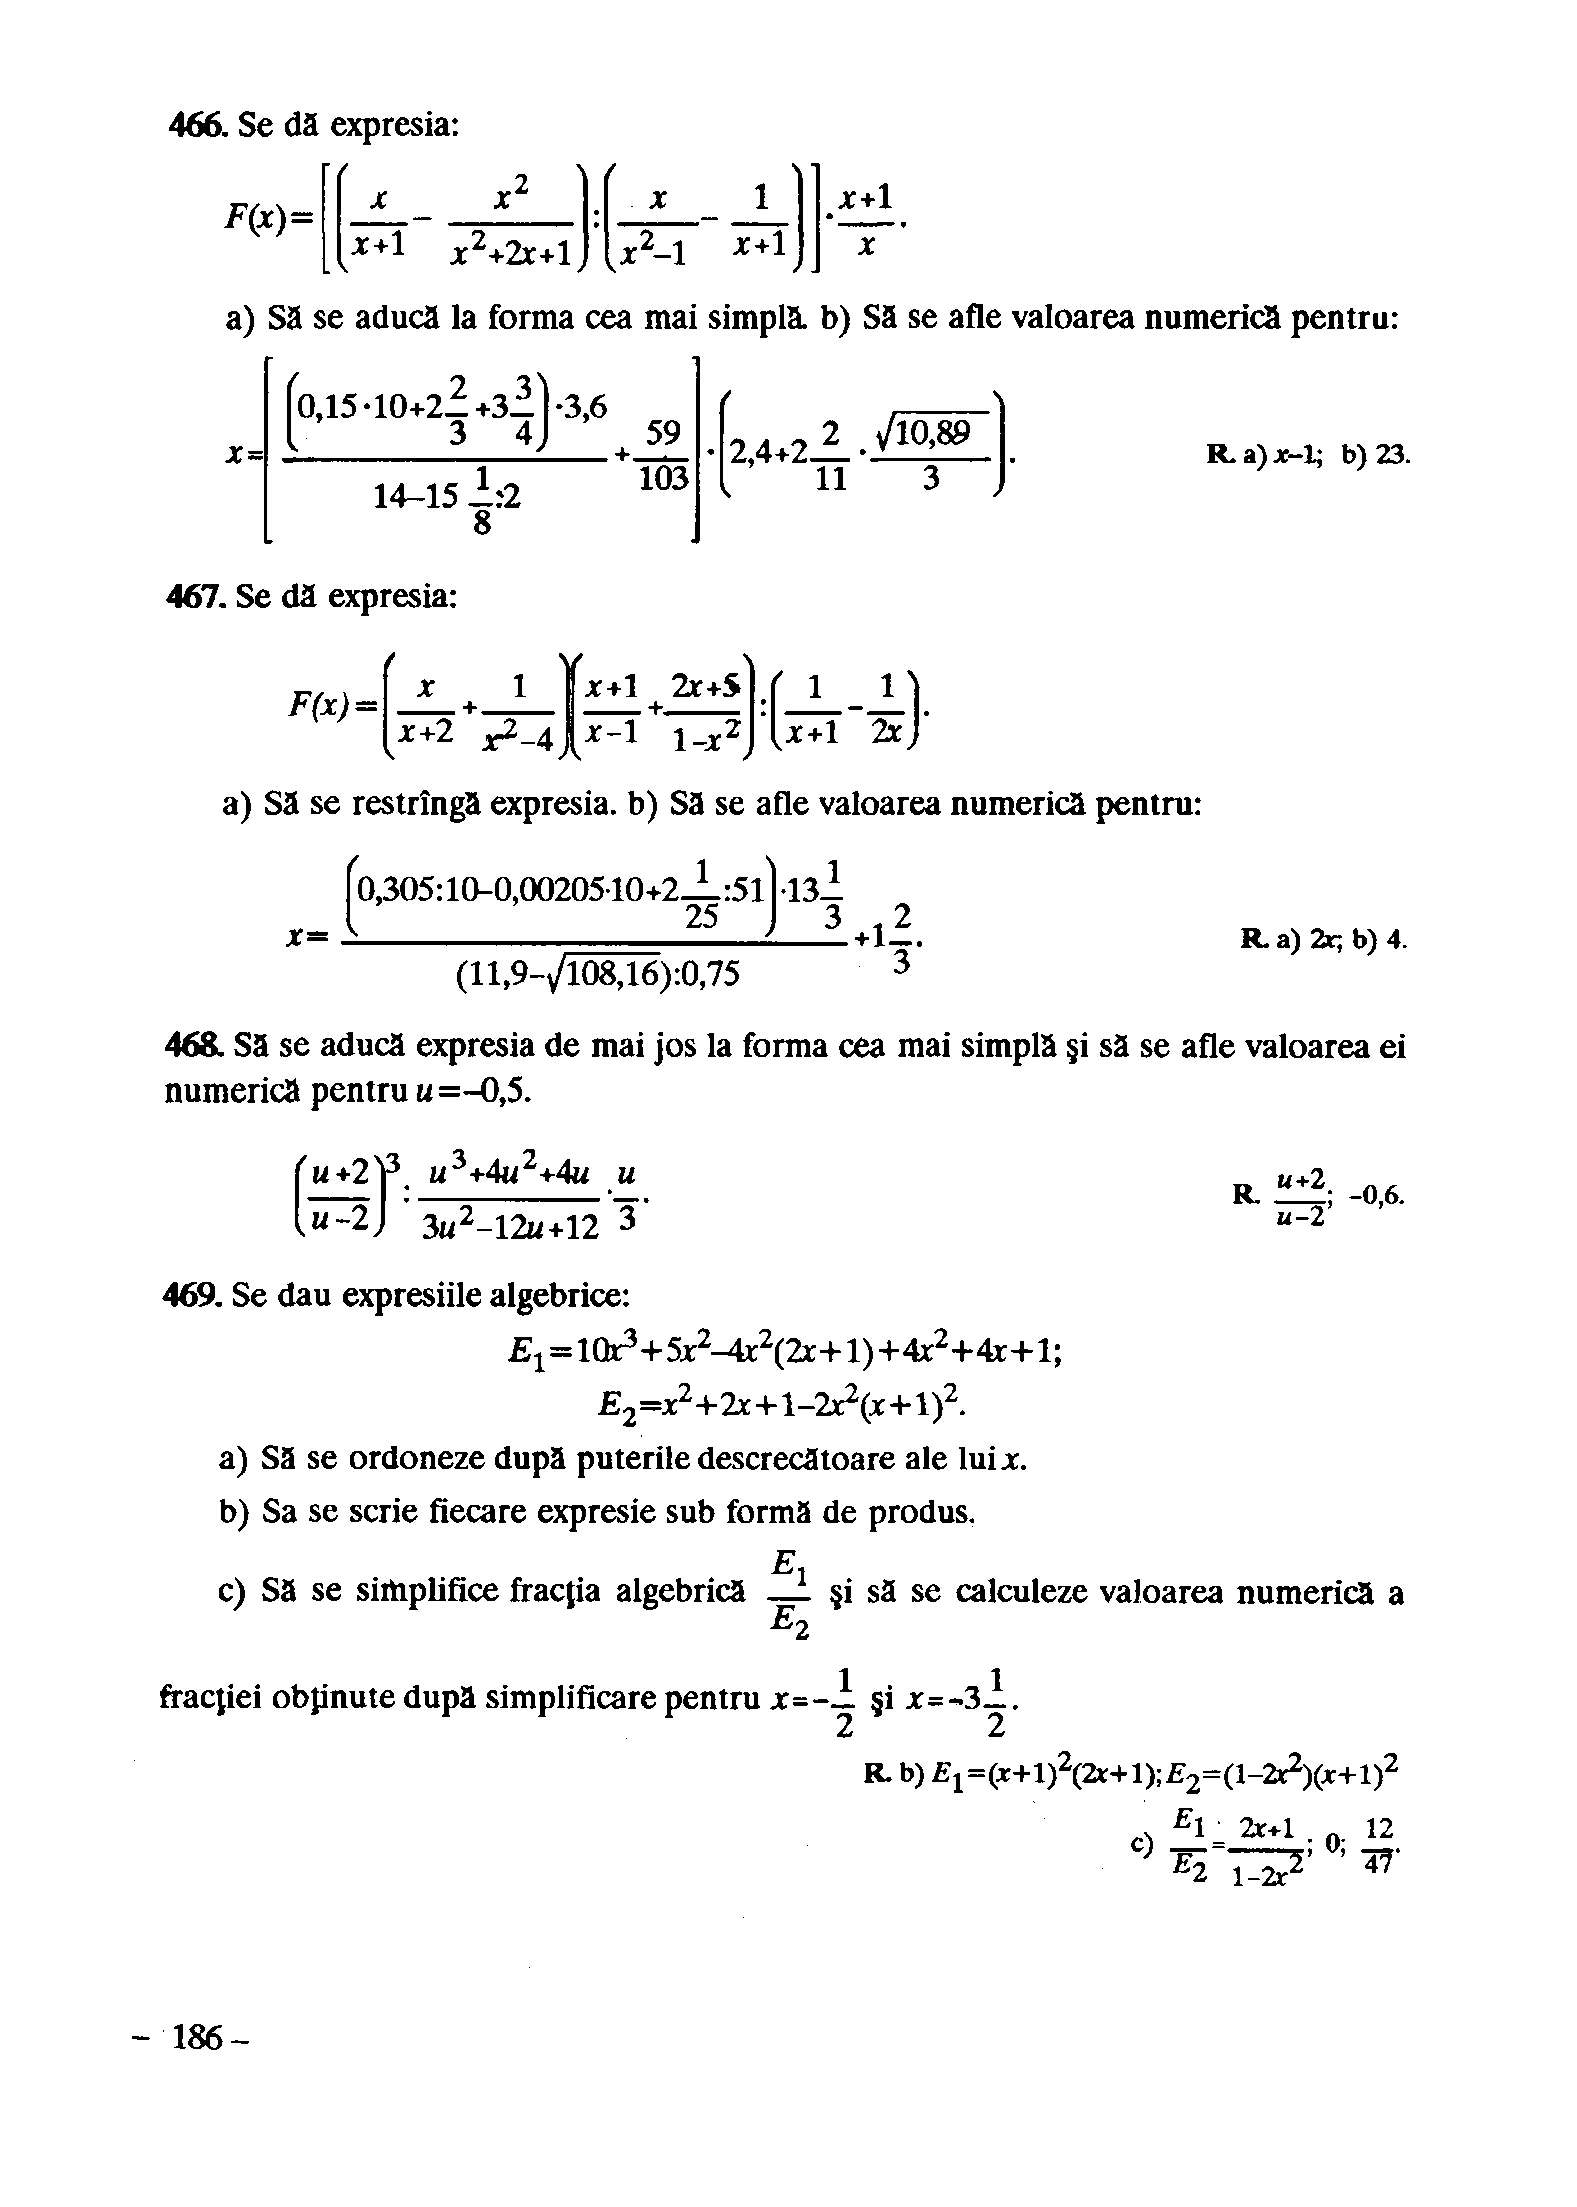 466. Se dă expresia:
F(x)=[(x/(x+1) - x²/(x²+2x+1)):(x/(x²-1) - 1/(x+1))]·(x+1)/x.
a) Să se aducă la forma cea mai simplă. b) Să se afle valoarea numerică pentru:
x=[((0,15·10+2 2/3+3 3/4)·3,6)/(14-15 1/8:2)+59/103]·(2,4+2 2/11·√10,89/3). R. a) x-1; b) 23.
467. Se dă expresia:
F(x)=(x/(x+2)+1/(x²-4))((x+1)/(x-1)+(2x+5)/(1-x²)):(1/(x+1)-1/2x).
a) Să se restrîngă expresia. b) Să se afle valoarea numerică pentru:
x=((0,305:10-0,00205·10+2 1/25:51)·13 1/3)/((11,9-√108,16):0,75)+1 2/3. R. a) 2x; b) 4.
468. Să se aducă expresia de mai jos la forma cea mai simplă şi să se afle valoarea ei
numerică pentru u=-0,5.
((u+2)/(u-2))³:(u³+4u²+4u)/(3u²-12u+12)·u/3. R. (u+2)/(u-2); -0,6.
469. Se dau expresiile algebrice:
E₁=10x³+5x²-4x²(2x+1)+4x²+4x+1;
E₂=x²+2x+1-2x²(x+1)².
a) Să se ordoneze după puterile descrecătoare ale lui x.
b) Sa se scrie fiecare expresie sub formă de produs.
c) Să se simplifice fracţia algebrică E₁/E₂ şi să se calculeze valoarea numerică a
fracţiei obţinute după simplificare pentru x=-1/2 şi x=-3 1/2.
R. b) E₁=(x+1)²(2x+1); E₂=(1-2x²)(x+1)²
c) E₁/E₂=(2x+1)/(1-2x²); 0; 12/47.
- 186 -